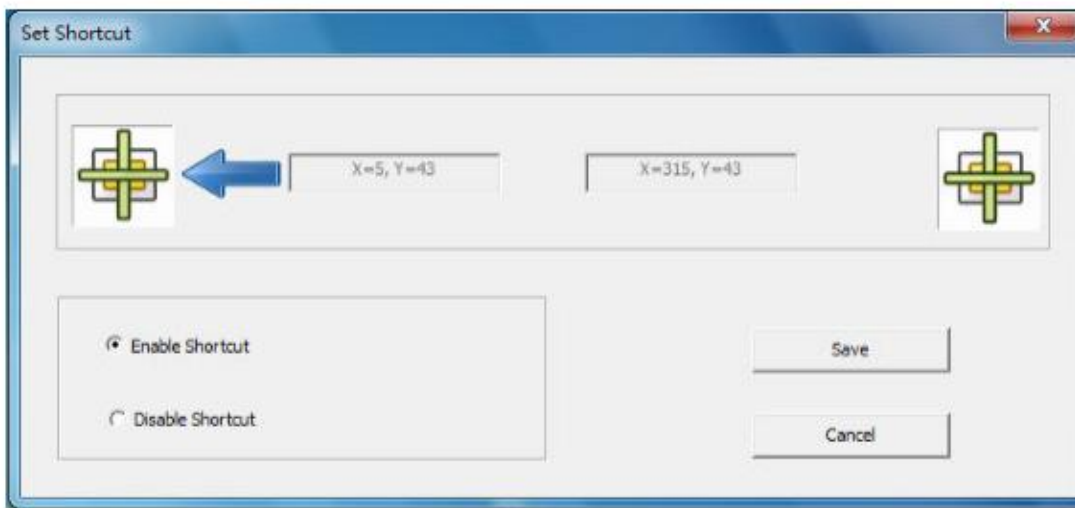 Set Shortcut
X=5, Y=43
X=315, Y=43
Enable Shortcut
Save
Disable Shortcut
Cancel